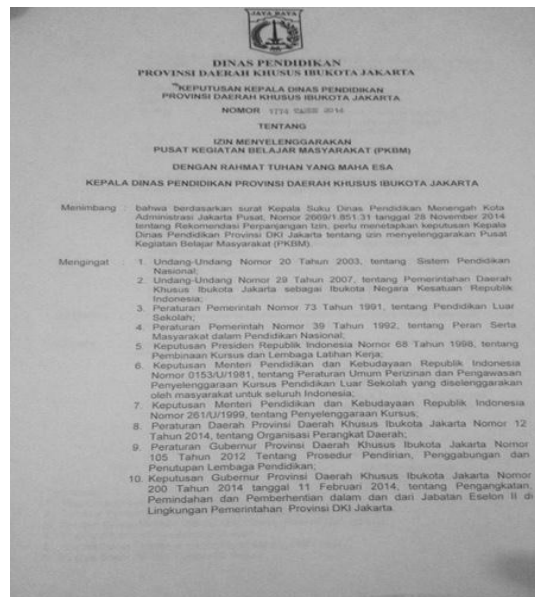 JAYA RAYA
DINAS PENDIDIKAN
PROVINSI DAERAH KHUSUS IBUKOTA JAKARTA
KEPUTUSAN KEPALA DINAS PENDIDIKAN
PROVINSI DAERAH KHUSUS IBUKOTA JAKARTA
NOMOR 1774 TAHUN 2014
TENTANG
IZIN MENYELENGGARAKAN
PUSAT KEGIATAN BELAJAR MASYARAKAT (PKBM)
DENGAN RAHMAT TUHAN YANG MAHA ESA
KEPALA DINAS PENDIDIKAN PROVINSI DAERAH KHUSUS IBUKOTA JAKARTA
Menimbang : bahwa berdasarkan surat Kepala Suku Dinas Pendidikan Menengah Kota
Administrasi Jakarta Pusat, Nomor 2669/1.851.31 tanggal 28 November 2014
tentang Rekomendasi Perpanjangan Izin, perlu menetapkan keputusan Kepala
Dinas Pendidikan Provinsi DKI Jakarta tentang izin menyelenggarakan Pusat
Kegiatan Belajar Masyarakat (PKBM).
Mengingat : 1. Undang-Undang Nomor 20 Tahun 2003, tentang Sistem Pendidikan
Nasional;
2. Undang-Undang Nomor 29 Tahun 2007, tentang Pemerintahan Daerah
Khusus Ibukota Jakarta sebagai Ibukota Negara Kesatuan Republik
Indonesia;
3. Peraturan Pemerintah Nomor 73 Tahun 1991, tentang Pendidikan Luar
Sekolah;
4. Peraturan Pemerintah Nomor 39 Tahun 1992, tentang Peran Serta
Masyarakat dalam Pendidikan Nasional;
5 Keputusan Presiden Republik Indonesia Nomor 68 Tahun 1998, tentang
Pembinaan Kursus dan Lembaga Latihan Kerja;
6. Keputusan Menteri Pendidikan dan Kebudayaan Republik Indonesia
Nomor 0153/U/1981, tentang Peraturan Umum Perizinan dan Pengawasan
Penyelenggaraan Kursus Pendidikan Luar Sekolah yang diselenggarakan
oleh masyarakat untuk seluruh Indonesia;
7. Keputusan Menteri Pendidikan dan Kebudayaan Republik Indonesia
Nomor 261/U/1999, tentang Penyelenggaraan Kursus;
8. Peraturan Daerah Provinsi Daerah Khusus Ibukota Jakarta Nomor 12
Tahun 2014, tentang Organisasi Perangkat Daerah;
9. Peraturan Gubernur Provinsi Daerah Khusus Ibukota Jakarta Nomor
105 Tahun 2012 Tentang Prosedur Pendirian, Penggabungan dan
Penutupan Lembaga Pendidikan;
10. Keputusan Gubernur Provinsi Daerah Khusus Ibukota Jakarta Nomor
200 Tahun 2014 tanggal 11 Februari 2014, tentang Pengangkatan,
Pemindahan dan Pemberhentian dalam dan dari Jabatan Eselon II di
Lingkungan Pemerintahan Provinsi DKI Jakarta.